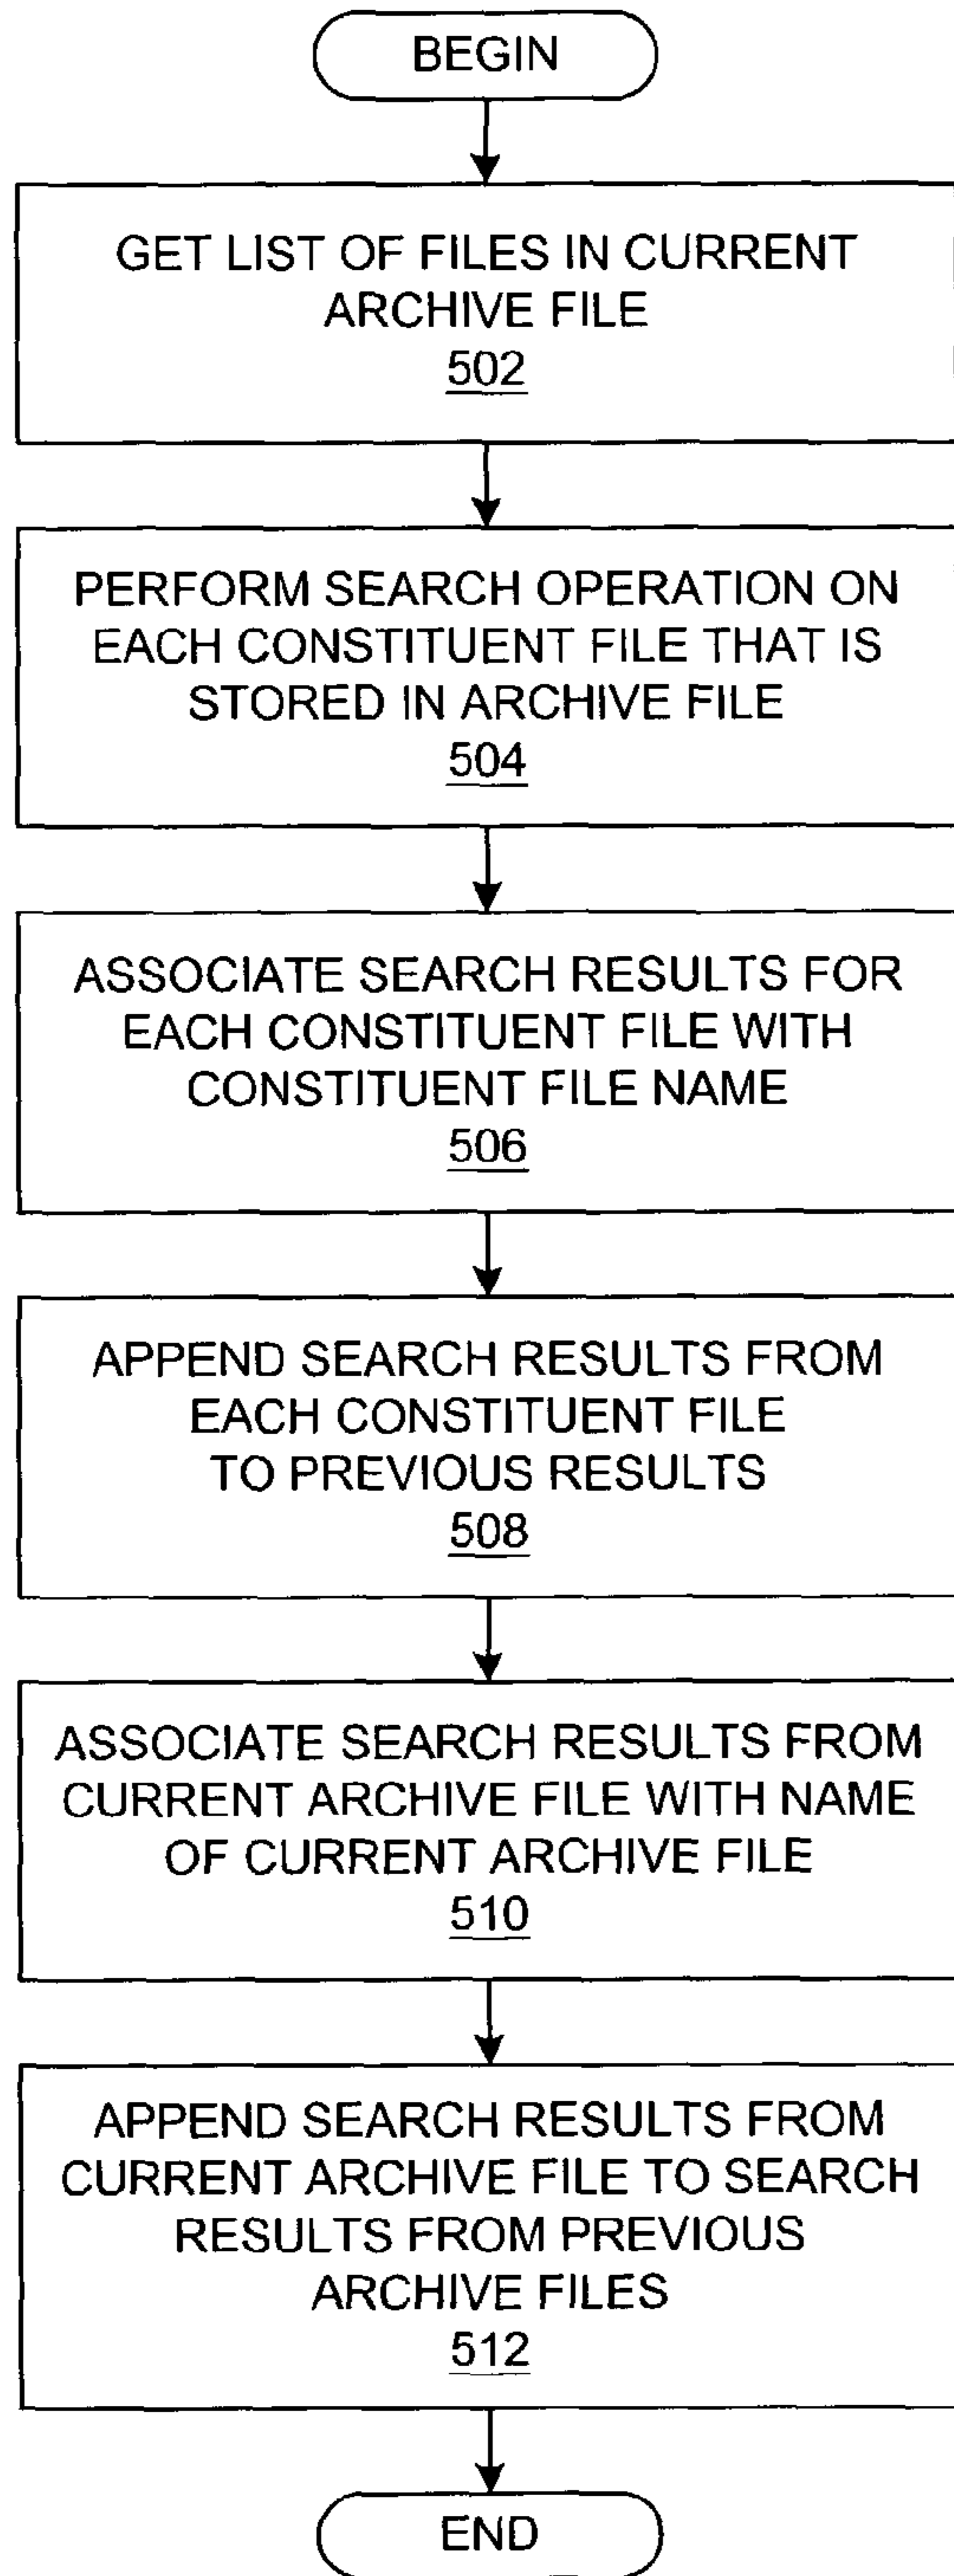 BEGIN
GET LIST OF FILES IN CURRENT
ARCHIVE FILE
502
PERFORM SEARCH OPERATION ON
EACH CONSTITUENT FILE THAT IS
STORED IN ARCHIVE FILE
504
ASSOCIATE SEARCH RESULTS FOR
EACH CONSTITUENT FILE WITH
CONSTITUENT FILE NAME
506
APPEND SEARCH RESULTS FROM
EACH CONSTITUENT FILE
TO PREVIOUS RESULTS
508
ASSOCIATE SEARCH RESULTS FROM
CURRENT ARCHIVE FILE WITH NAME
OF CURRENT ARCHIVE FILE
510
APPEND SEARCH RESULTS FROM
CURRENT ARCHIVE FILE TO SEARCH
RESULTS FROM PREVIOUS
ARCHIVE FILES
512
END